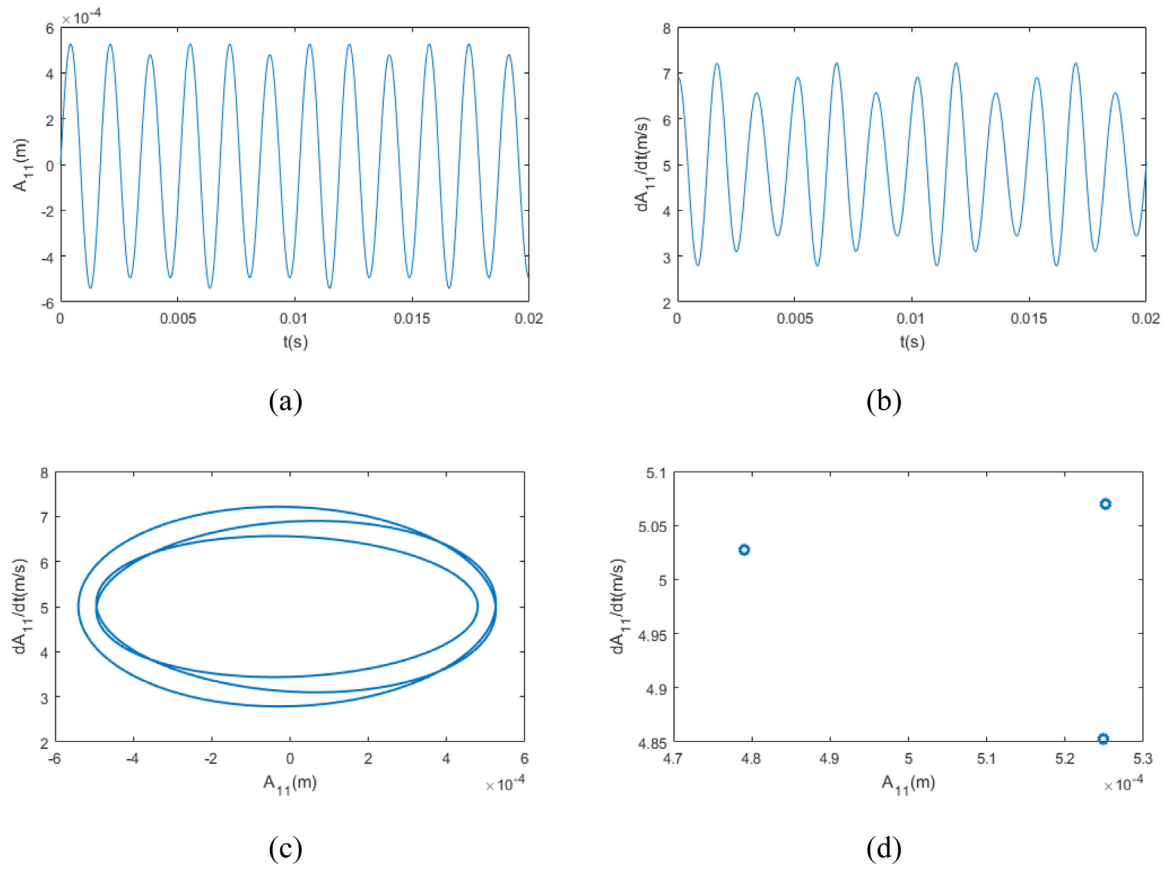 ×10⁻⁴
6
4
2
0
-2
-4
-6
A₁₁(m)
0 0.005 0.01 0.015 0.02
t(s)
(a)
8
7
6
5
4
3
2
dA₁₁/dt(m/s)
0 0.005 0.01 0.015 0.02
t(s)
(b)
8
7
6
5
4
3
2
dA₁₁/dt(m/s)
-6 -4 -2 0 2 4 6
A₁₁(m) ×10⁻⁴
(c)
5.1
5.05
5
4.95
4.9
4.85
dA₁₁/dt(m/s)
4.7 4.8 4.9 5 5.1 5.2 5.3
A₁₁(m) ×10⁻⁴
(d)